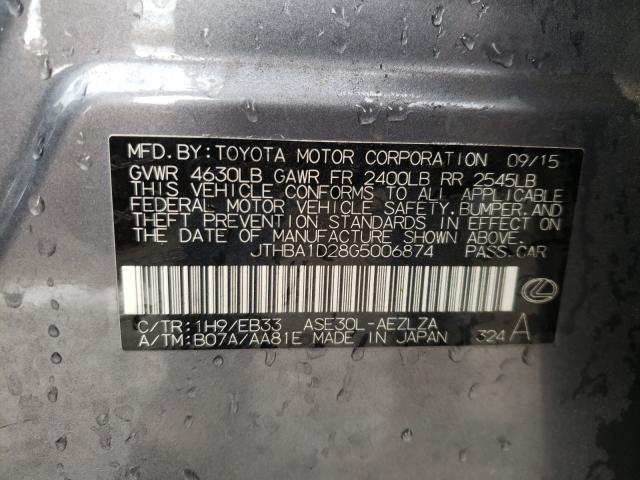 MFD.BY:TOYOTA MOTOR CORPORATION 09/15
GVWR 4630LB GAWR FR 2400LB RR 2545LB
THIS VEHICLE CONFORMS TO ALL APPLICABLE
FEDERAL MOTOR VEHICLE SAFETY, BUMPER, AND
THEFT PREVENTION STANDARDS IN EFFECT ON
THE DATE OF MANUFACTURE SHOWN ABOVE.
JTHBA1D28G5006874 PASS.CAR
C/TR:1H9/EB33 ASE30L-AEZLZA
A/TM:B07A/AA81E MADE IN JAPAN 324 A